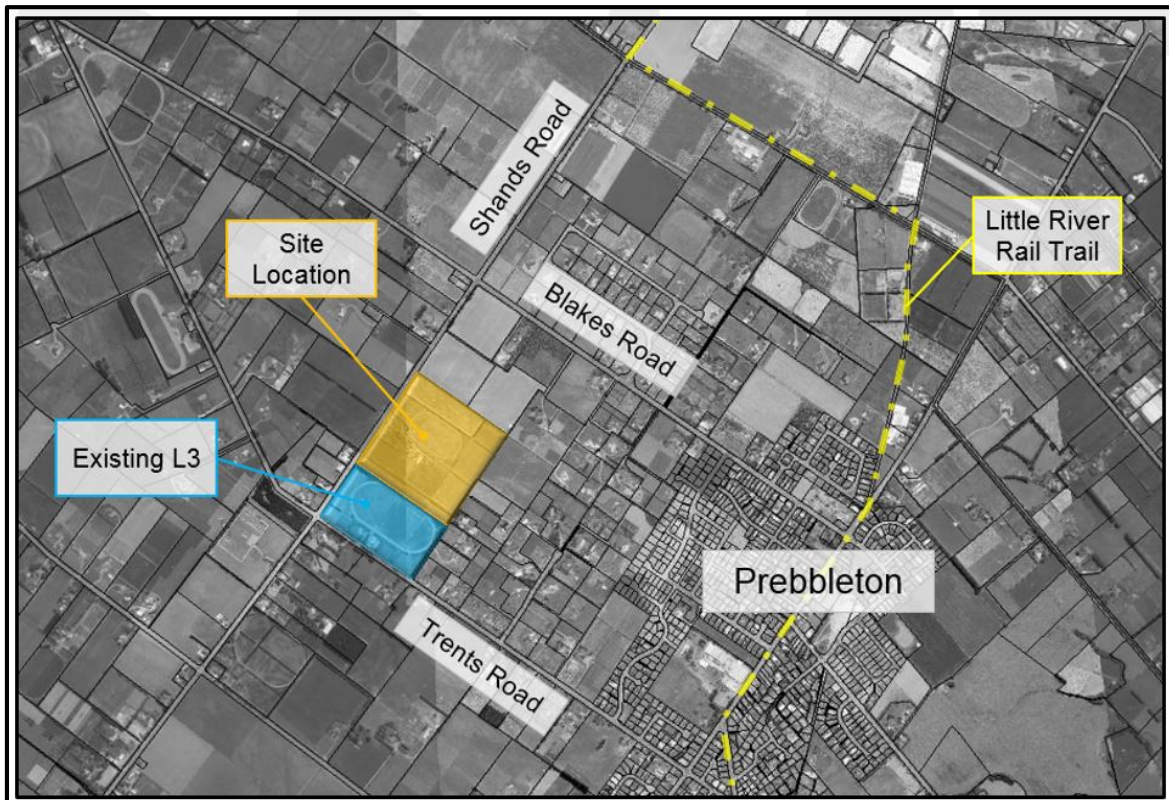 Shands Road
Site
Location
Little River
Rail Trail
Blakes Road
Existing L3
Prebbleton
Trents Road